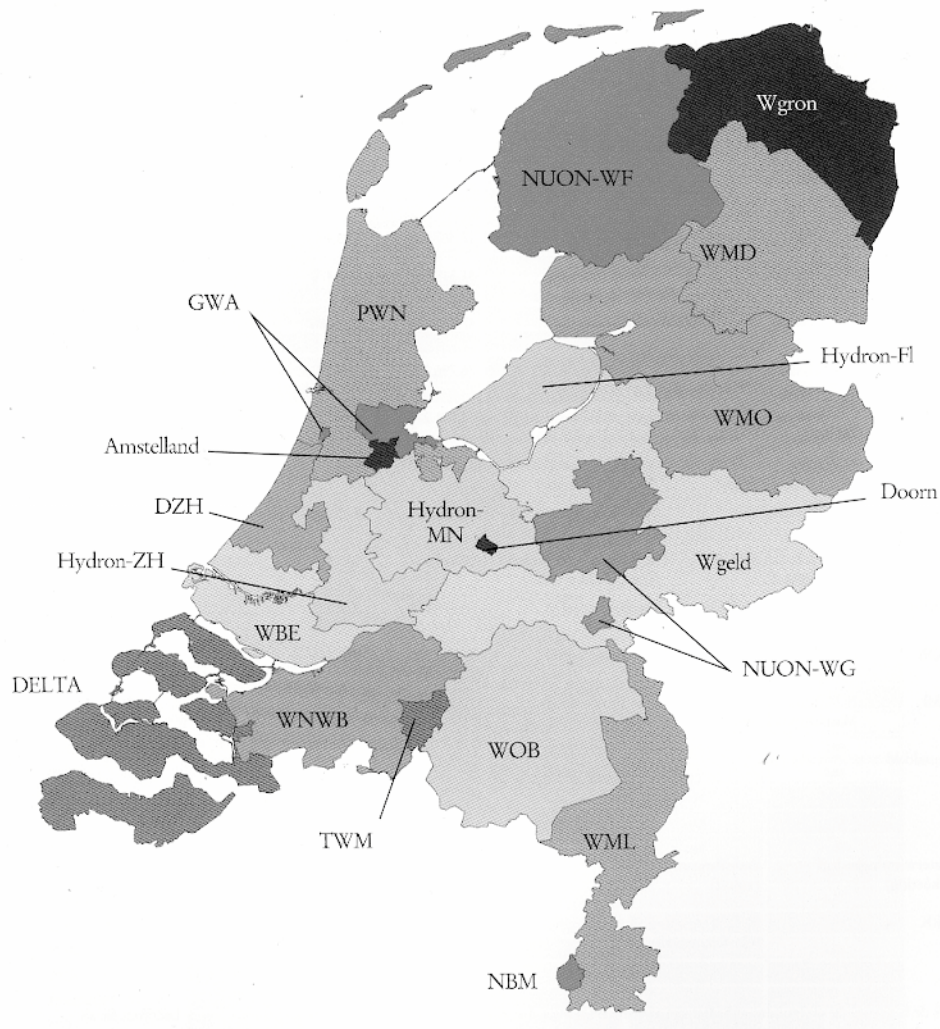 Wgron
NUON-WF
WMD
GWA
PWN
Hydron-Fl
WMO
Amstelland
Doorn
DZH
Hydron-
MN
Hydron-ZH
Wgeld
WBE
NUON-WG
DELTA
WNWB
WOB
TWM
WML
NBM